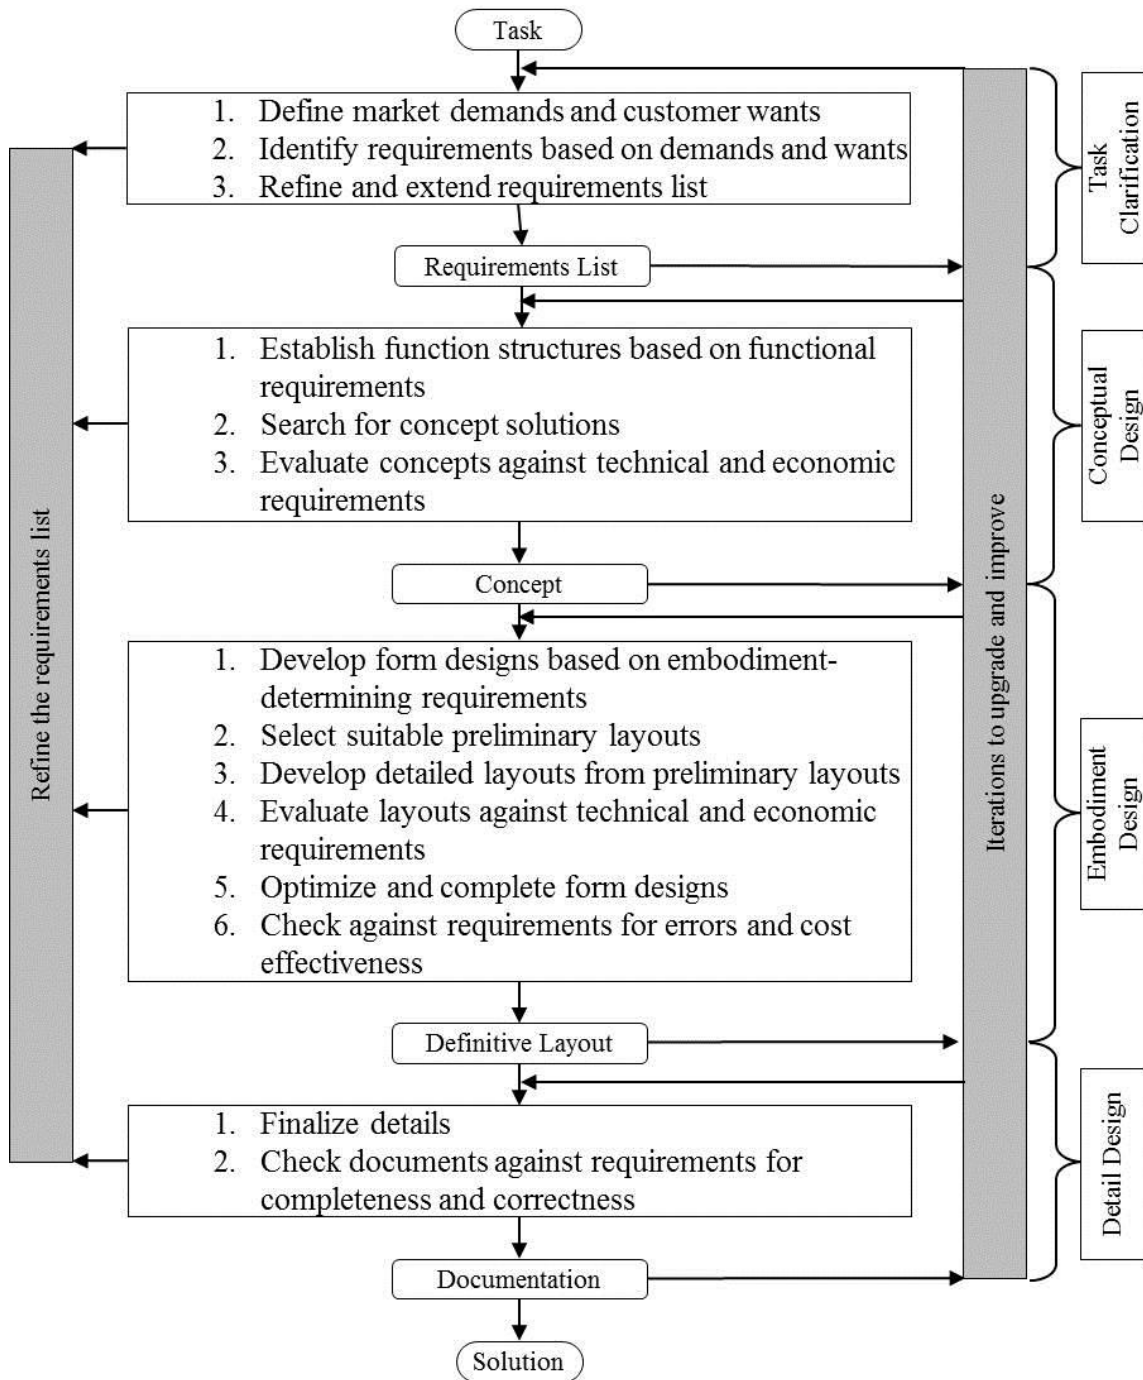 Task
1. Define market demands and customer wants
2. Identify requirements based on demands and wants
3. Refine and extend requirements list
Requirements List
1. Establish function structures based on functional
requirements
2. Search for concept solutions
3. Evaluate concepts against technical and economic
requirements
Concept
1. Develop form designs based on embodiment-
determining requirements
2. Select suitable preliminary layouts
3. Develop detailed layouts from preliminary layouts
4. Evaluate layouts against technical and economic
requirements
5. Optimize and complete form designs
6. Check against requirements for errors and cost
effectiveness
Definitive Layout
1. Finalize details
2. Check documents against requirements for
completeness and correctness
Documentation
Solution
Refine the requirements list
Iterations to upgrade and improve
Task
Clarification
Conceptual
Design
Embodiment
Design
Detail Design